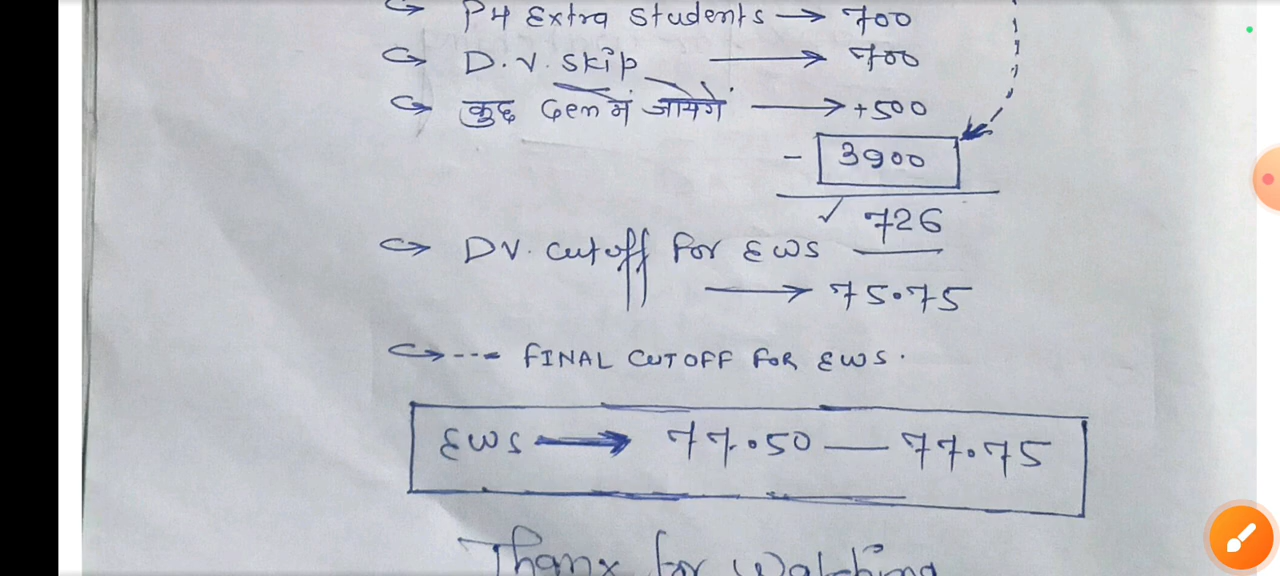 ↪ P4 Extra Students → 700
↪ D.V. Skip → 700
↪ कुछ Gen में जायेगें → +500
- 3900
✓ 726
↪ DV. Cutoff for EWS
→ 75.75
↪--- FINAL CUTOFF FOR EWS.
EWS → 77.50 — 77.75
Thanx for Watching